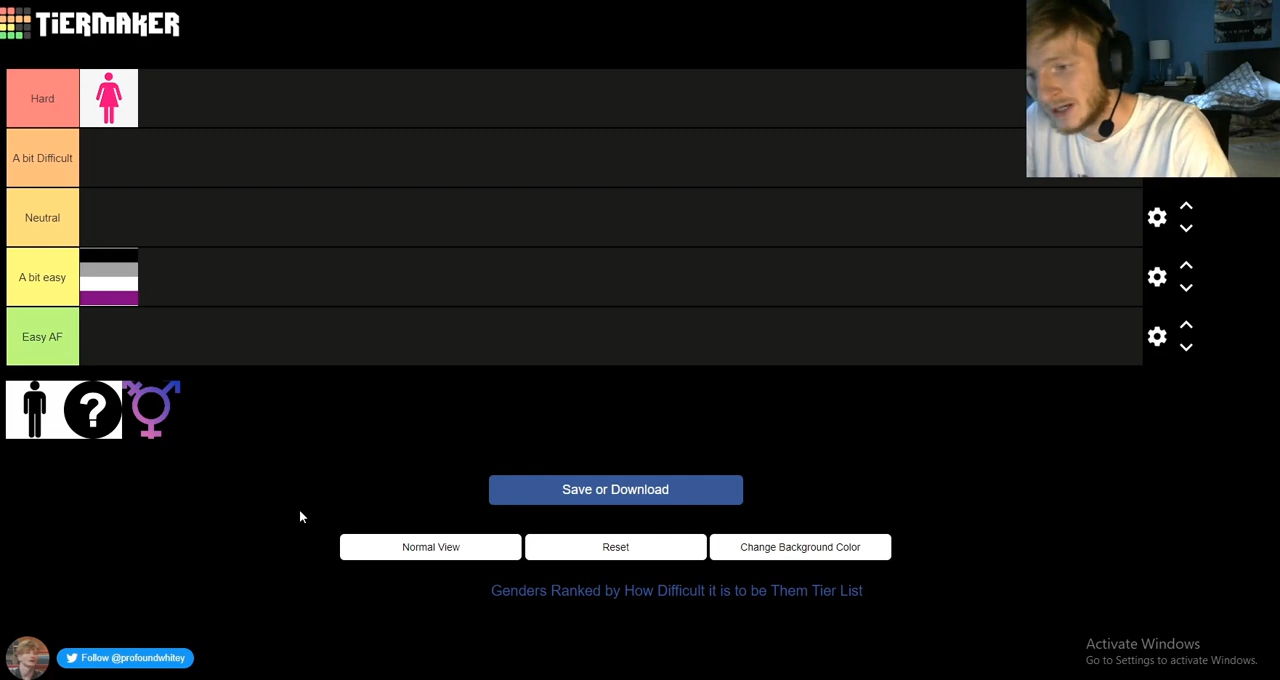 TIERMAKER
Hard
A bit Difficult
Neutral
A bit easy
Easy AF
?
Save or Download
Normal View
Reset
Change Background Color
Genders Ranked by How Difficult it is to be Them Tier List
Follow @profoundwhitey
Activate Windows
Go to Settings to activate Windows.